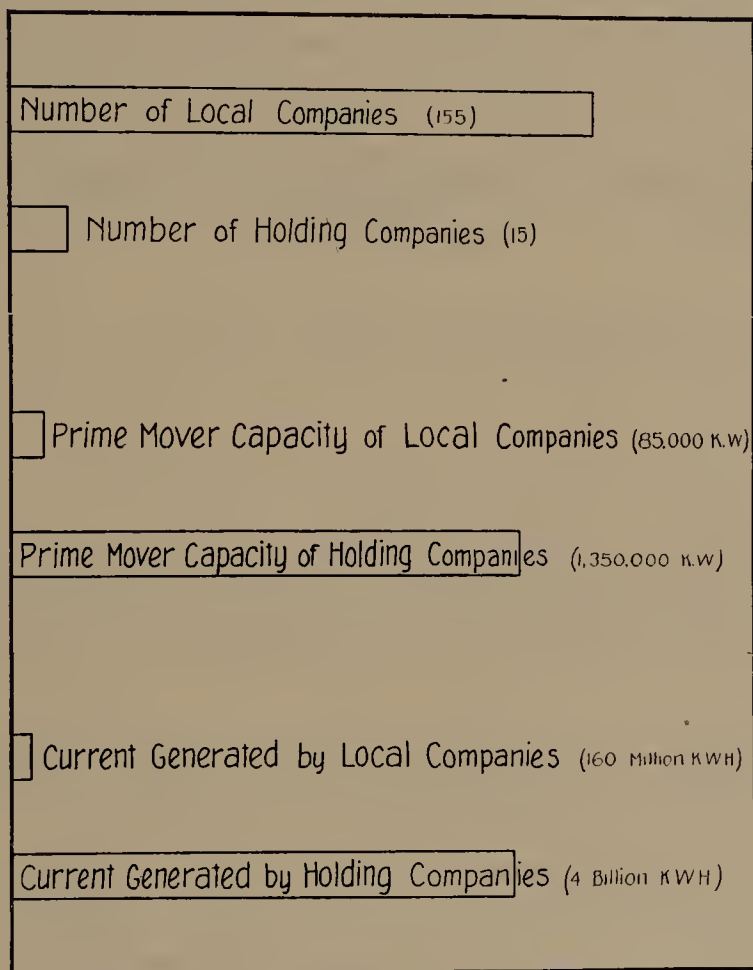 Number of Local Companies (155)
Number of Holding Companies (15)
Prime Mover Capacity of Local Companies (85.000 K.W)
Prime Mover Capacity of Holding Companies (1,350.000 K.W)
Current Generated by Local Companies (160 Million KWH)
Current Generated by Holding Companies (4 Billion KWH)